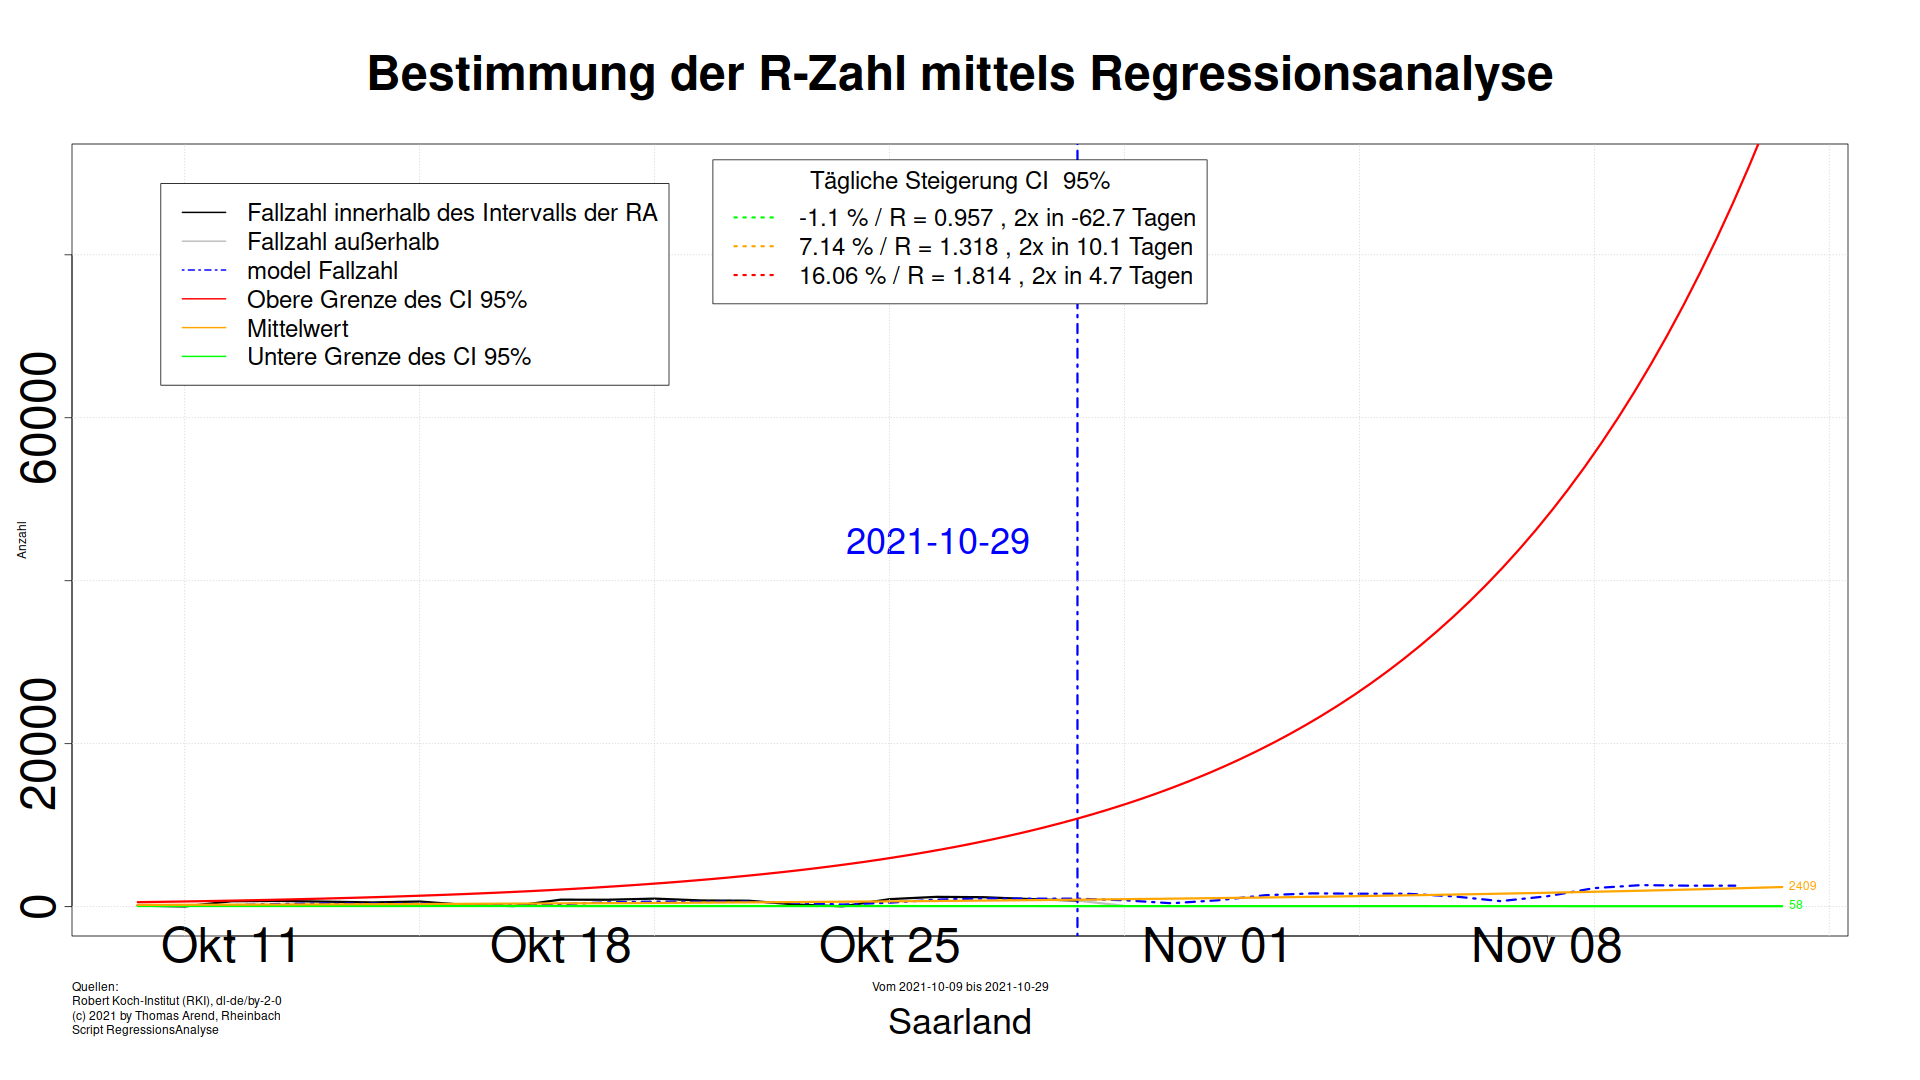 Bestimmung der R-Zahl mittels Regressionsanalyse
Fallzahl innerhalb des Intervalls der RA
Fallzahl außerhalb
model Fallzahl
Obere Grenze des CI 95%
Mittelwert
Untere Grenze des CI 95%
Tägliche Steigerung CI  95%
-1.1 % / R = 0.957 , 2x in -62.7 Tagen
7.14 % / R = 1.318 , 2x in 10.1 Tagen
16.06 % / R = 1.814 , 2x in 4.7 Tagen
60000
20000
0
Anzahl
2021-10-29
2409
58
Okt 11
Okt 18
Okt 25
Nov 01
Nov 08
Quellen:
Robert Koch-Institut (RKI), dl-de/by-2-0
(c) 2021 by Thomas Arend, Rheinbach
Script RegressionsAnalyse
Vom 2021-10-09 bis 2021-10-29
Saarland